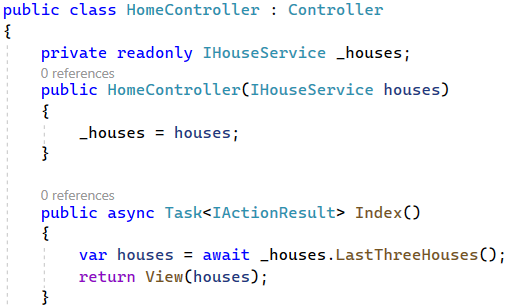 public class HomeController : Controller
{
    private readonly IHouseService _houses;
    0 references
    public HomeController(IHouseService houses)
    {
        _houses = houses;
    }
    0 references
    public async Task<IActionResult> Index()
    {
        var houses = await _houses.LastThreeHouses();
        return View(houses);
    }